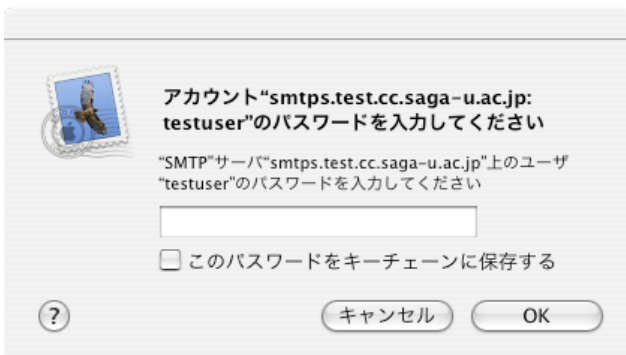 アカウント“smtps.test.cc.saga-u.ac.jp:
testuser”のパスワードを入力してください
“SMTP”サーバ“smtps.test.cc.saga-u.ac.jp”上のユーザ
“testuser”のパスワードを入力してください
このパスワードをキーチェーンに保存する
?
キャンセル
OK